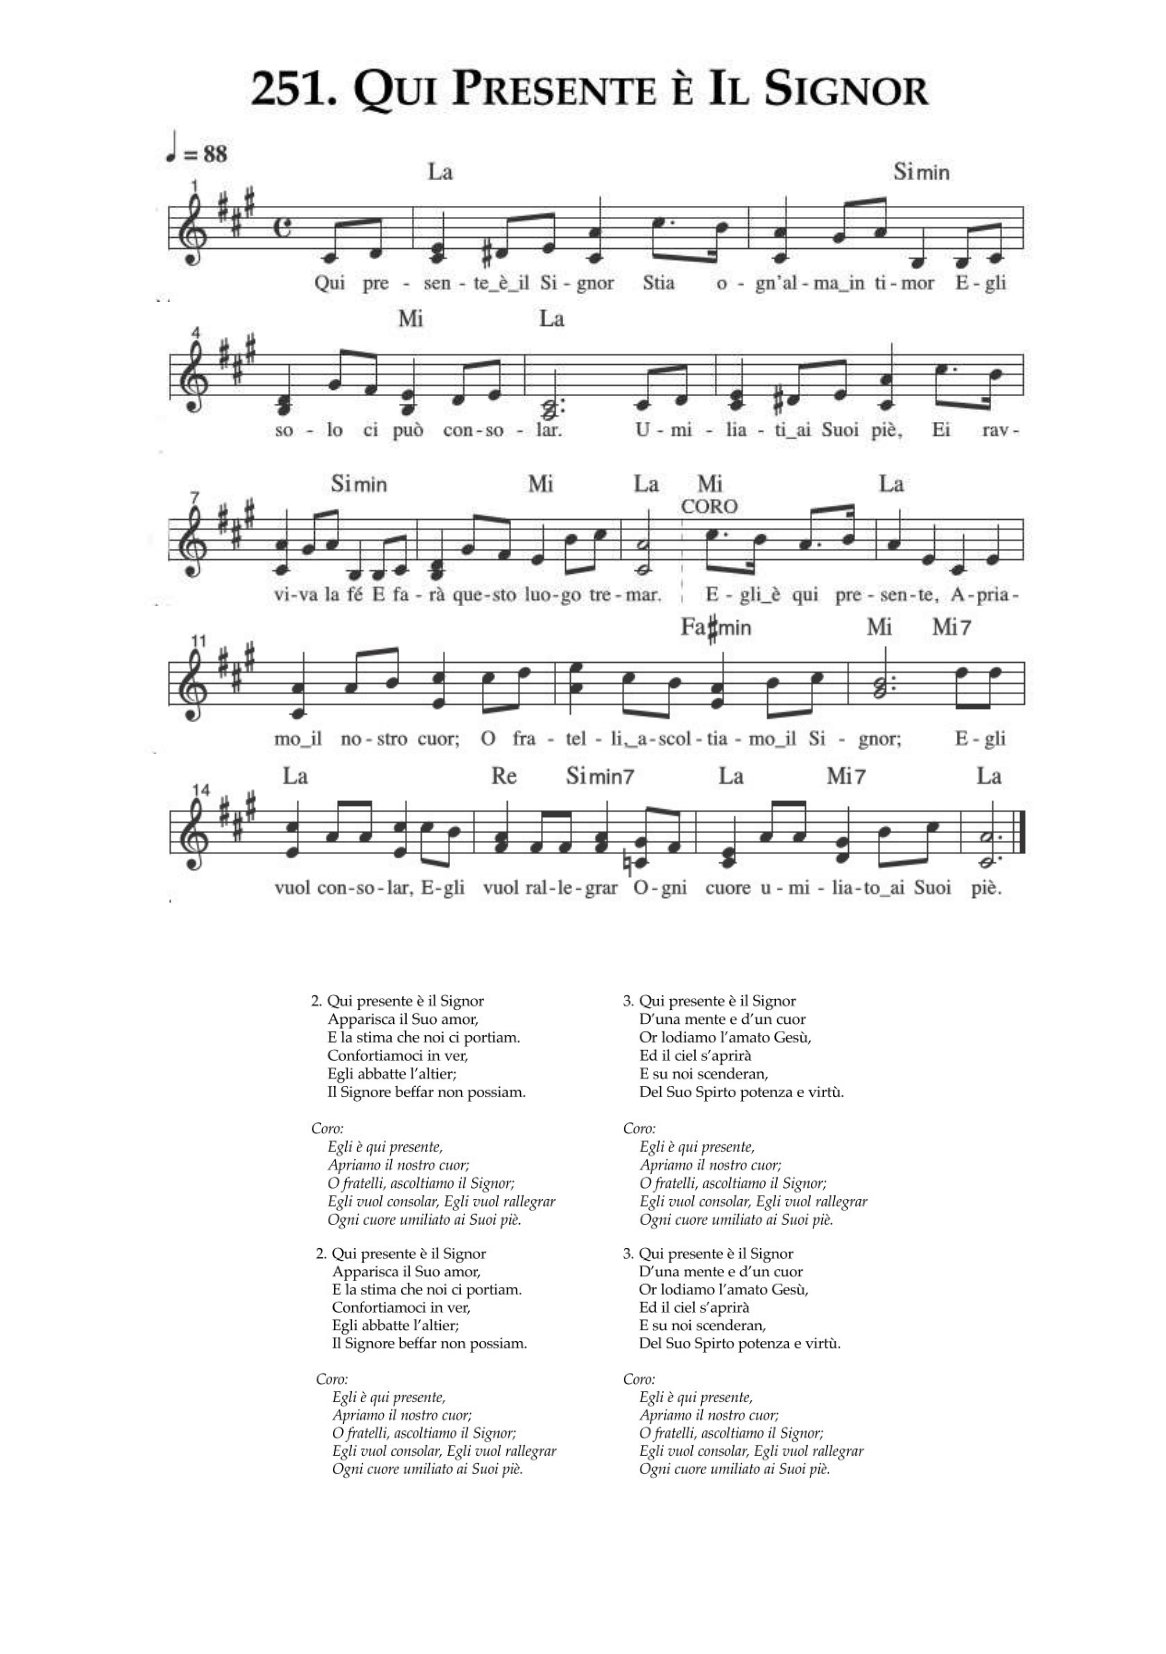 251. Qui Presente è Il Signor
= 88
La Simin
1
Qui pre - sen - te_è_il Si - gnor Stia o - gn'al - ma_in ti - mor E - gli
Mi La
4
so - lo ci può con - so - lar. U - mi - lia - ti_ai Suoi piè, Ei rav -
Simin Mi La Mi
La
CORO
7
vi - va la fé E fa - rà que - sto luo - go tre - mar. E - gli_è qui pre - sen - te, A - pria -
Fa#min Mi Mi7
11
mo_il no - stro cuor; O fra - tel - li,_a - scol - tia - mo_il Si - gnor; E - gli
La Re Simin7 La Mi7 La
14
vuol con - so - lar, E - gli vuol ral - le - grar O - gni cuore u - mi - lia - to_ai Suoi piè.
2. Qui presente è il Signor
Apparisca il Suo amor,
E la stima che noi ci portiam.
Confortiamoci in ver,
Egli abbatte l'altier;
Il Signore beffar non possiam.
Coro:
Egli è qui presente,
Apriamo il nostro cuor;
O fratelli, ascoltiamo il Signor;
Egli vuol consolar, Egli vuol rallegrar
Ogni cuore umiliato ai Suoi piè.
3. Qui presente è il Signor
D'una mente e d'un cuor
Or lodiamo l'amato Gesù,
Ed il ciel s'aprirà
E su noi scenderan,
Del Suo Spirto potenza e virtù.
Coro:
Egli è qui presente,
Apriamo il nostro cuor;
O fratelli, ascoltiamo il Signor;
Egli vuol consolar, Egli vuol rallegrar
Ogni cuore umiliato ai Suoi piè.
2. Qui presente è il Signor
Apparisca il Suo amor,
E la stima che noi ci portiam.
Confortiamoci in ver,
Egli abbatte l'altier;
Il Signore beffar non possiam.
Coro:
Egli è qui presente,
Apriamo il nostro cuor;
O fratelli, ascoltiamo il Signor;
Egli vuol consolar, Egli vuol rallegrar
Ogni cuore umiliato ai Suoi piè.
3. Qui presente è il Signor
D'una mente e d'un cuor
Or lodiamo l'amato Gesù,
Ed il ciel s'aprirà
E su noi scenderan,
Del Suo Spirto potenza e virtù.
Coro:
Egli è qui presente,
Apriamo il nostro cuor;
O fratelli, ascoltiamo il Signor;
Egli vuol consolar, Egli vuol rallegrar
Ogni cuore umiliato ai Suoi piè.